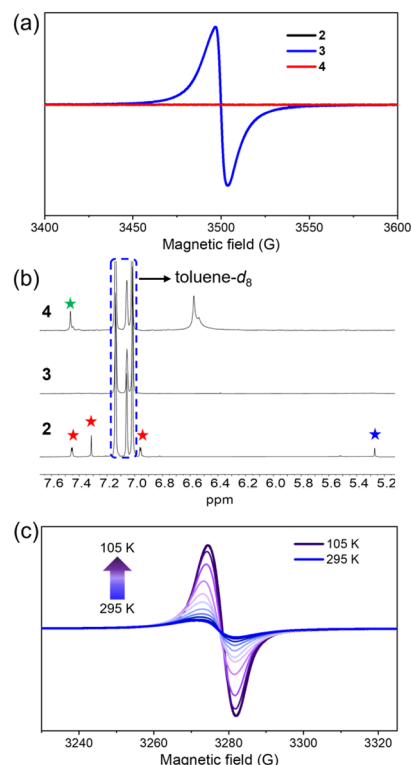 (a)
2
3
4
3400 3450 3500 3550 3600
Magnetic field (G)
(b)
toluene-d8
4
3
2
7.6 7.4 7.2 7.0 6.8 6.6 6.4 6.2 6.0 5.8 5.6 5.4 5.2
ppm
(c)
105 K
295 K
105 K
295 K
3240 3260 3280 3300 3320
Magnetic field (G)